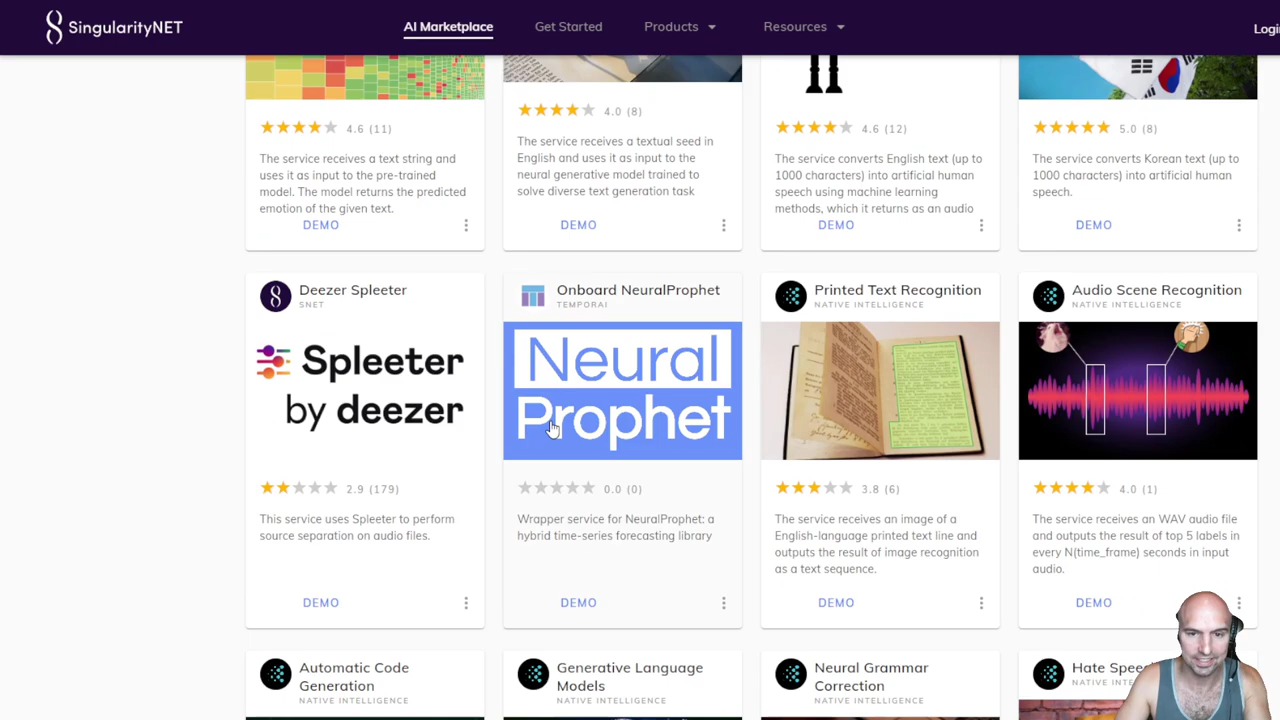 SingularityNET
AI Marketplace
Get Started
Products
Resources
Login
4.6 (11)
The service receives a text string and
uses it as input to the pre-trained
model. The model returns the predicted
emotion of the given text.
DEMO
4.0 (8)
The service receives a textual seed in
English and uses it as input to the
neural generative model trained to
solve diverse text generation task
DEMO
4.6 (12)
The service converts English text (up to
1000 characters) into artificial human
speech using machine learning
methods, which it returns as an audio
DEMO
5.0 (8)
The service converts Korean text (up to
1000 characters) into artificial human
speech.
DEMO
Deezer Spleeter
SNET
Spleeter
by deezer
2.9 (179)
This service uses Spleeter to perform
source separation on audio files.
DEMO
Onboard NeuralProphet
TEMPORAI
Neural
Prophet
0.0 (0)
Wrapper service for NeuralProphet: a
hybrid time-series forecasting library
DEMO
Printed Text Recognition
NATIVE INTELLIGENCE
3.8 (6)
The service receives an image of a
English-language printed text line and
outputs the result of image recognition
as a text sequence.
DEMO
Audio Scene Recognition
NATIVE INTELLIGENCE
4.0 (1)
The service receives an WAV audio file
and outputs the result of top 5 labels in
every N(time_frame) seconds in input
audio.
DEMO
Automatic Code
Generation
NATIVE INTELLIGENCE
Generative Language
Models
NATIVE INTELLIGENCE
Neural Grammar
Correction
NATIVE INTELLIGENCE
Hate
NATIVE INTELLIGENCE